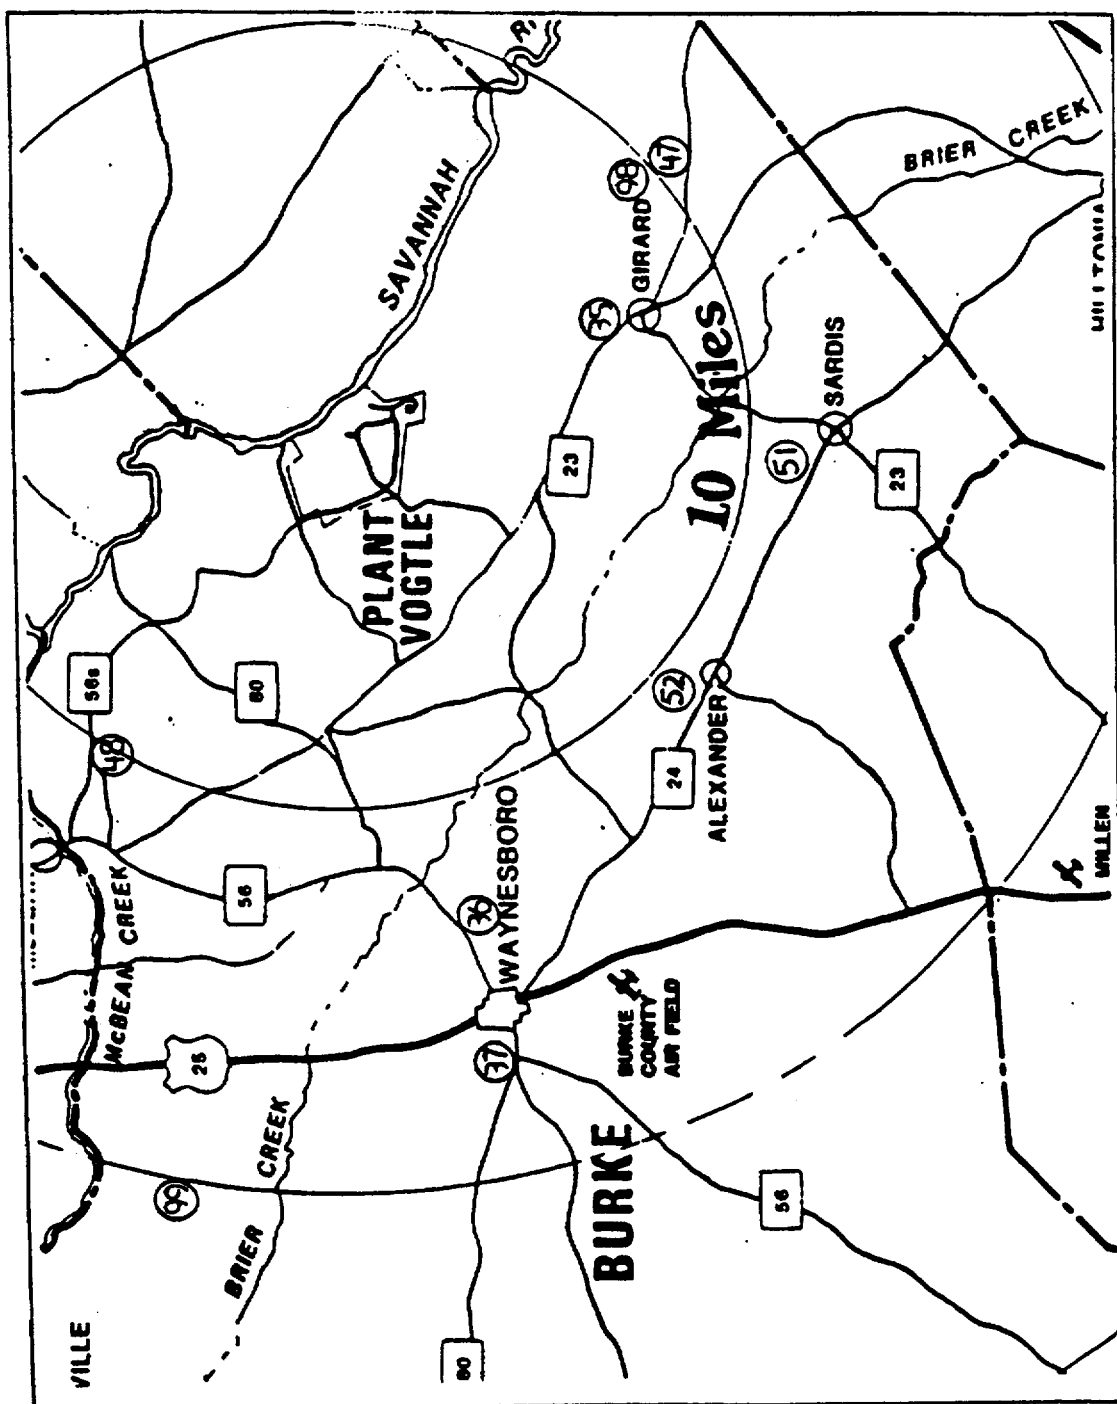 VILLE
BRIER
CREEK
99
25
McBEAN CREEK
56
48
56s
80
80
37
36
WAYNESBORO
BURKE
BURKE
COUNTY
AIR FIELD
56
PLANT
VOGTLE
SAVANNAH
23
35
GIRARD
98
47
10 Miles
52
ALEXANDER
24
51
SARDIS
23
BRIER CREEK
MILLEN